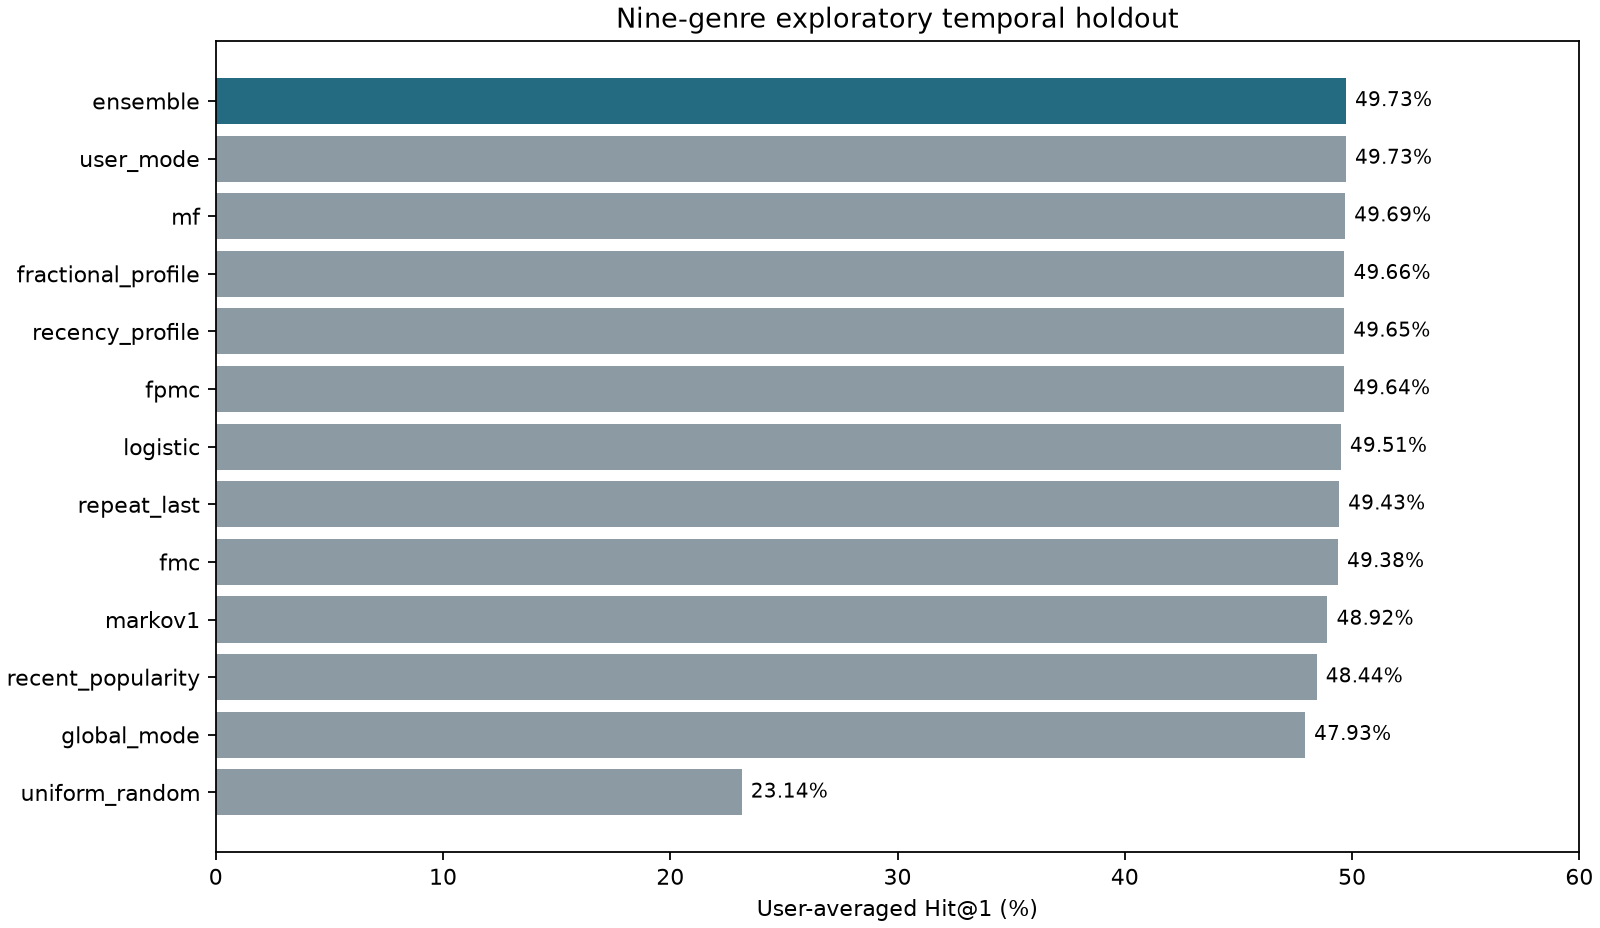 Nine-genre exploratory temporal holdout
ensemble 49.73%
user_mode 49.73%
mf 49.69%
fractional_profile 49.66%
recency_profile 49.65%
fpmc 49.64%
logistic 49.51%
repeat_last 49.43%
fmc 49.38%
markov1 48.92%
recent_popularity 48.44%
global_mode 47.93%
uniform_random 23.14%
0 10 20 30 40 50 60
User-averaged Hit@1 (%)